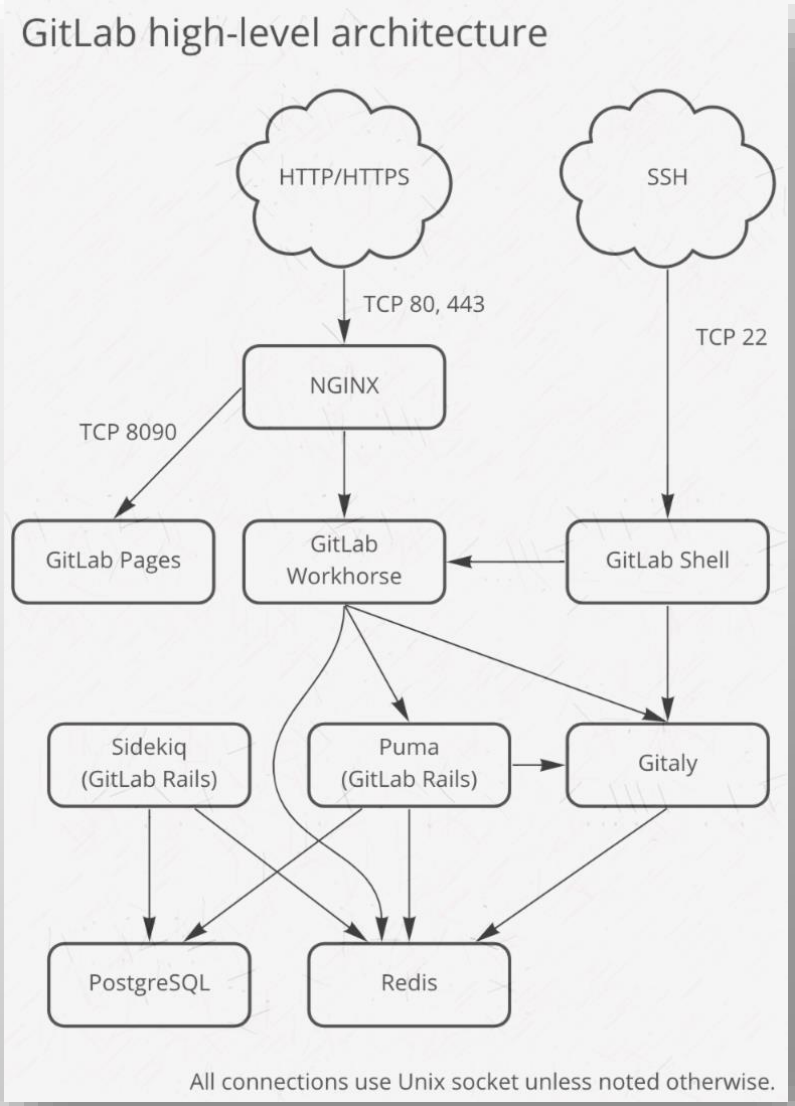 GitLab high-level architecture
HTTP/HTTPS
SSH
TCP 80, 443
TCP 22
NGINX
TCP 8090
GitLab Pages
GitLab
Workhorse
GitLab Shell
Sidekiq
(GitLab Rails)
Puma
(GitLab Rails)
Gitaly
PostgreSQL
Redis
All connections use Unix socket unless noted otherwise.